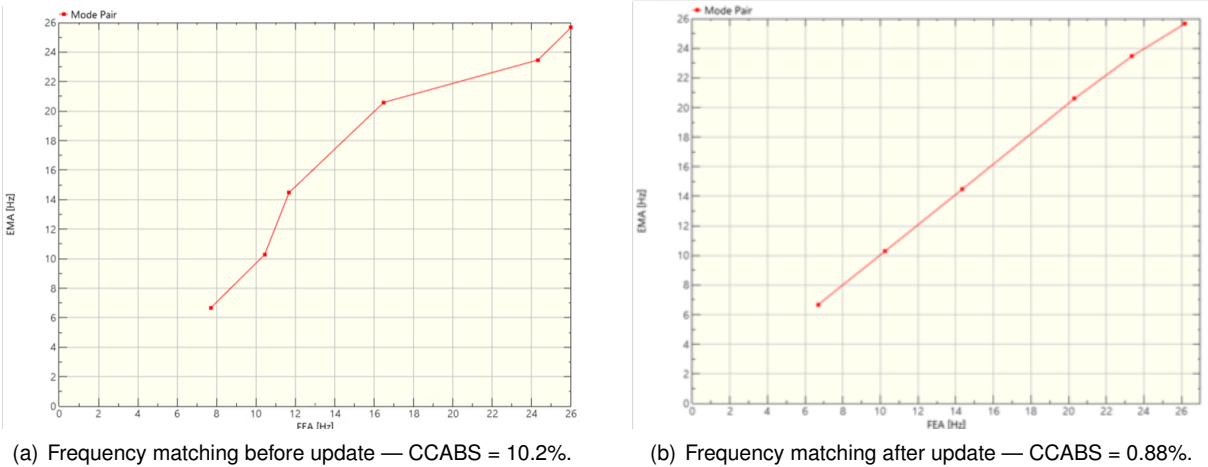 Mode Pair
26
24
22
20
18
16
14
12
10
8
6
4
2
0
EMA [Hz]
0 2 4 6 8 10 12 14 16 18 20 22 24 26
FEA [Hz]
(a) Frequency matching before update — CCABS = 10.2%.
Mode Pair
26
24
22
20
18
16
14
12
10
8
6
4
2
0
EMA [Hz]
0 2 4 6 8 10 12 14 16 18 20 22 24 26
FEA [Hz]
(b) Frequency matching after update — CCABS = 0.88%.